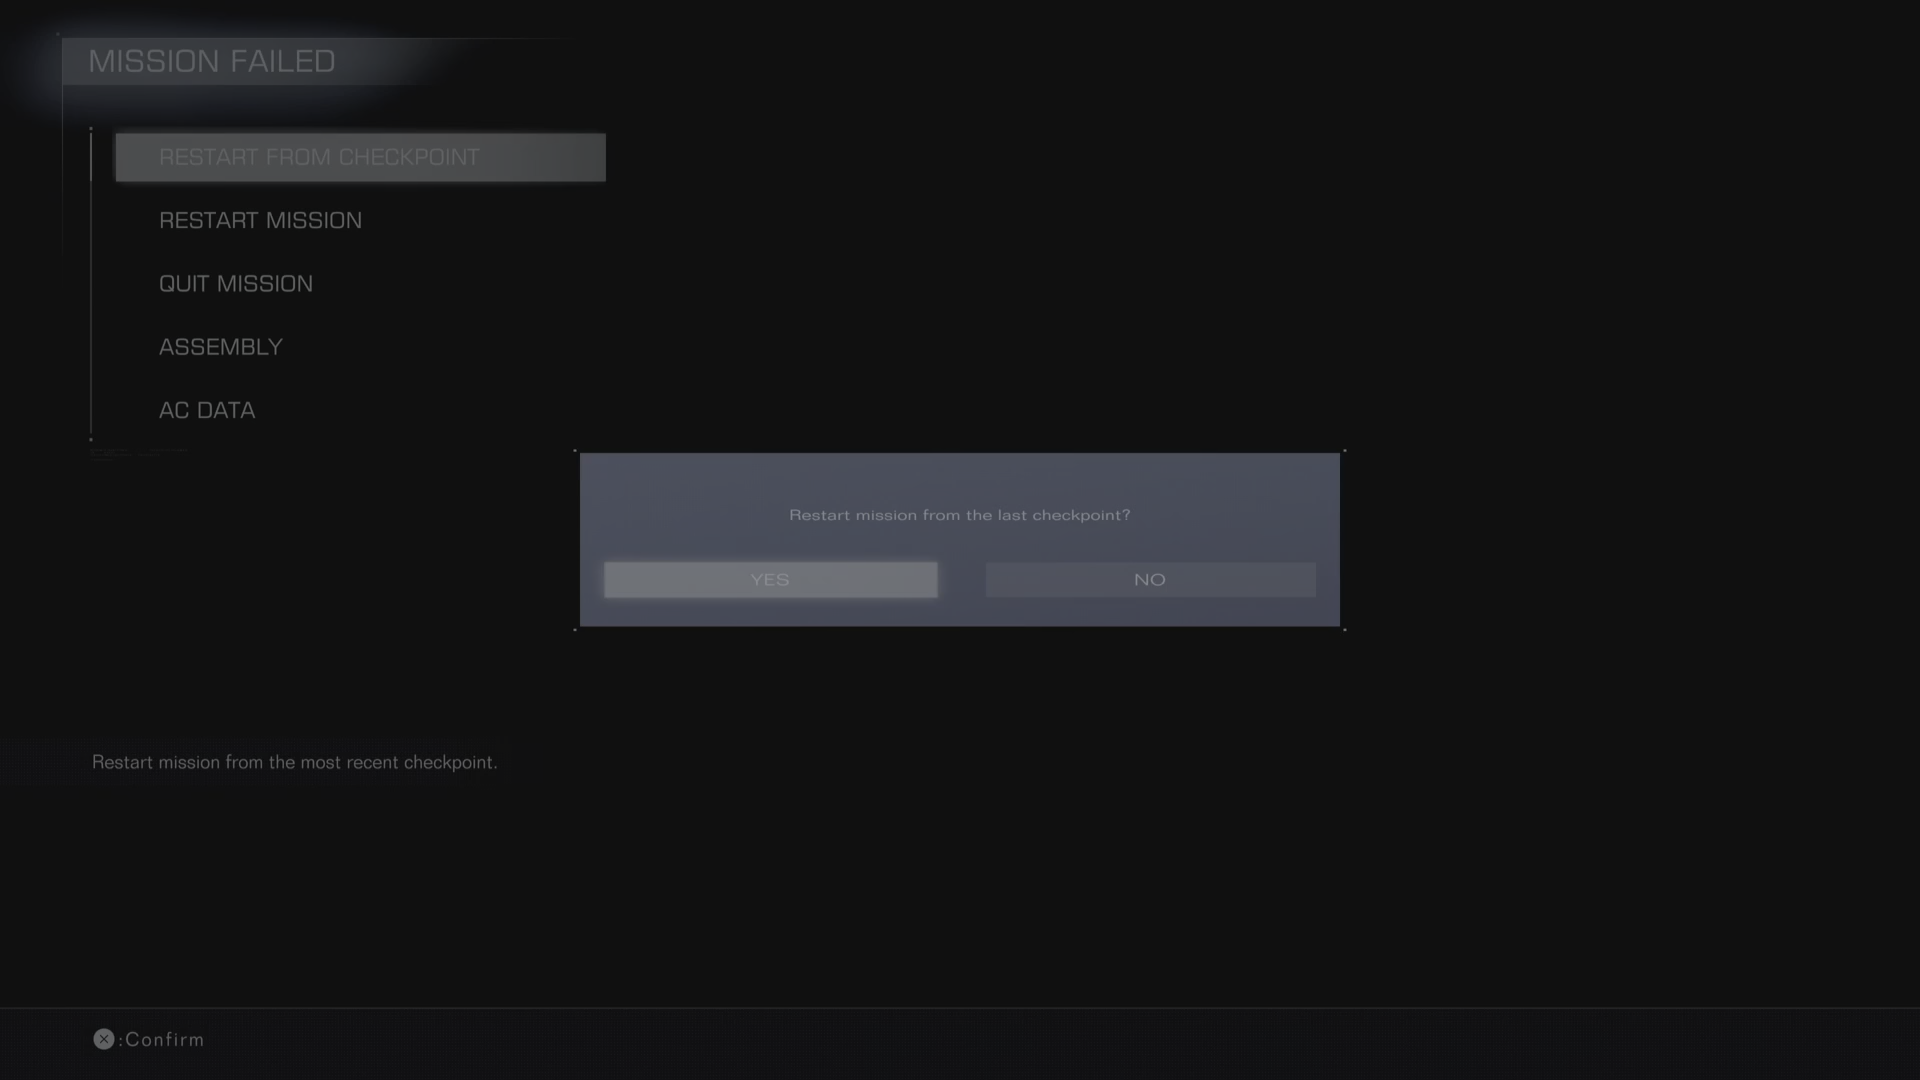 MISSION FAILED
RESTART FROM CHECKPOINT
RESTART MISSION
QUIT MISSION
ASSEMBLY
AC DATA
Restart mission from the last checkpoint?
YES
NO
Restart mission from the most recent checkpoint.
:Confirm